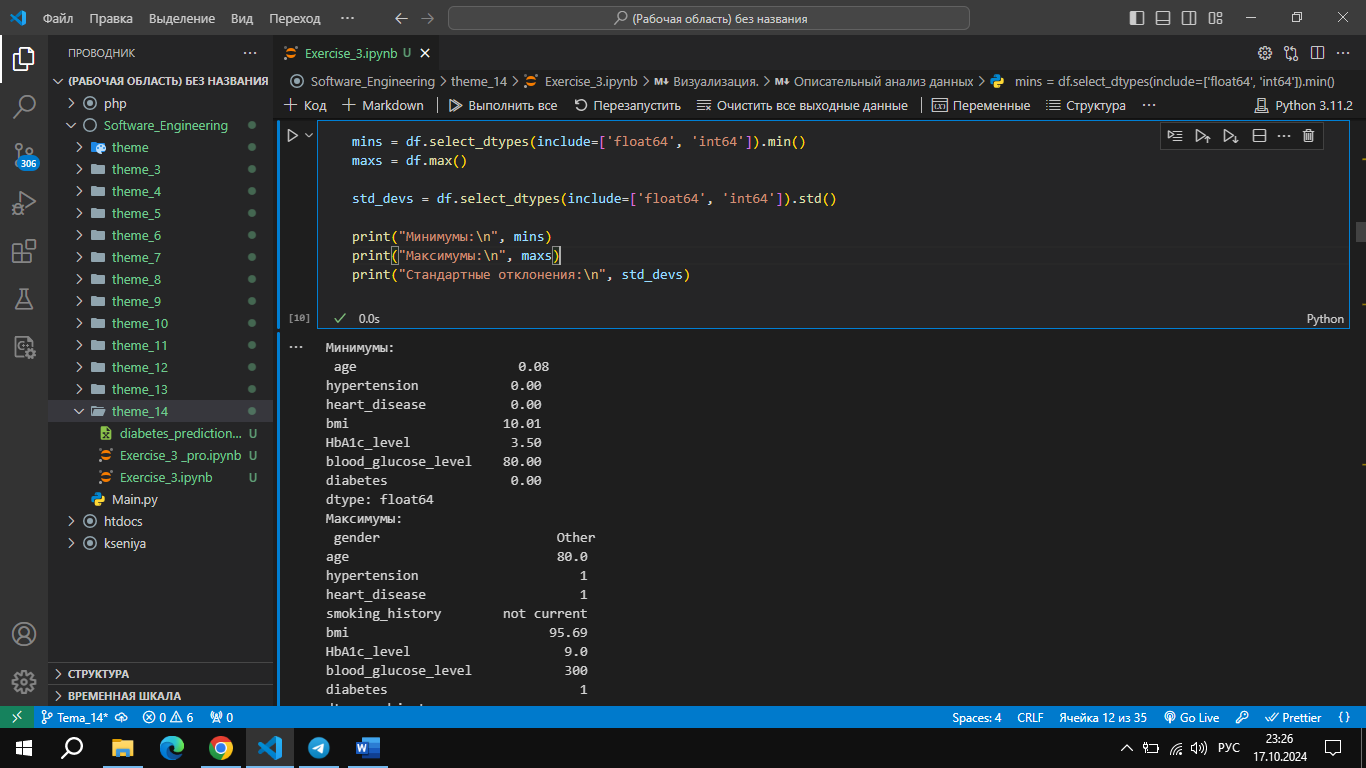 Файл Правка Выделение Вид Переход ··· (Рабочая область) без названия
ПРОВОДНИК ···
(РАБОЧАЯ ОБЛАСТЬ) БЕЗ НАЗВАНИЯ
php
Software_Engineering
theme
theme_3
theme_4
theme_5
theme_6
theme_7
theme_8
theme_9
theme_10
theme_11
theme_12
theme_13
theme_14
diabetes_prediction... U
Exercise_3 _pro.ipynb U
Exercise_3.ipynb U
Main.py
htdocs
kseniya
СТРУКТУРА
ВРЕМЕННАЯ ШКАЛА
306
Exercise_3.ipynb U
Software_Engineering > theme_14 > Exercise_3.ipynb > Визуализация. > Описательный анализ данных > mins = df.select_dtypes(include=['float64', 'int64']).min()
Код Markdown Выполнить все Перезапустить Очистить все выходные данные Переменные Структура ··· Python 3.11.2
mins = df.select_dtypes(include=['float64', 'int64']).min()
maxs = df.max()
std_devs = df.select_dtypes(include=['float64', 'int64']).std()
print("Минимумы:\n", mins)
print("Максимумы:\n", maxs)
print("Стандартные отклонения:\n", std_devs)
[10] 0.0s Python
Минимумы:
age 0.08
hypertension 0.00
heart_disease 0.00
bmi 10.01
HbA1c_level 3.50
blood_glucose_level 80.00
diabetes 0.00
dtype: float64
Максимумы:
gender Other
age 80.0
hypertension 1
heart_disease 1
smoking_history not current
bmi 95.69
HbA1c_level 9.0
blood_glucose_level 300
diabetes 1
Tema_14* 0 6 0 Spaces: 4 CRLF Ячейка 12 из 35 Go Live Prettier
РУС
23:26
17.10.2024